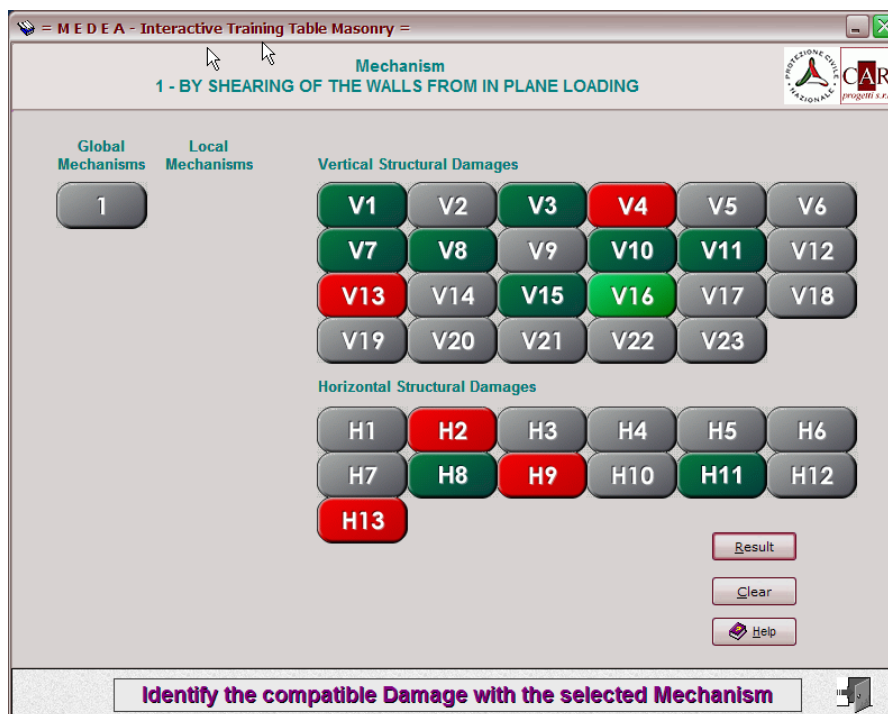 = M E D E A - Interactive Training Table Masonry =
Mechanism
1 - BY SHEARING OF THE WALLS FROM IN PLANE LOADING
PROTEZIONE CIVILE
NAZIONALE
CAR
progetti s.r.
Global Mechanisms
Local Mechanisms
Vertical Structural Damages
1
V1 V2 V3 V4 V5 V6
V7 V8 V9 V10 V11 V12
V13 V14 V15 V16 V17 V18
V19 V20 V21 V22 V23
Horizontal Structural Damages
H1 H2 H3 H4 H5 H6
H7 H8 H9 H10 H11 H12
H13
Result
Clear
Help
Identify the compatible Damage with the selected Mechanism